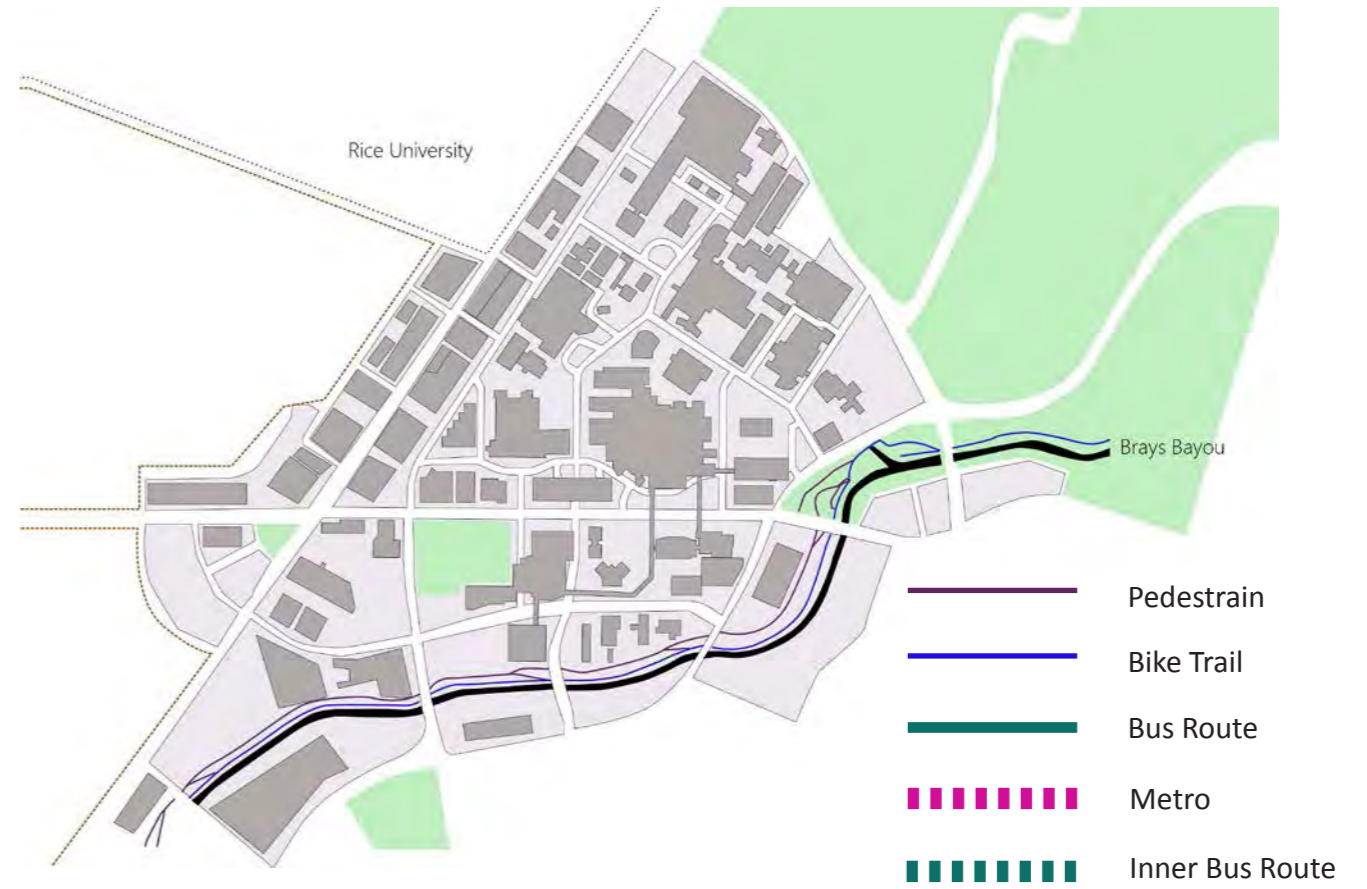 Rice University
Brays Bayou
Pedestrain
Bike Trail
Bus Route
Metro
Inner Bus Route